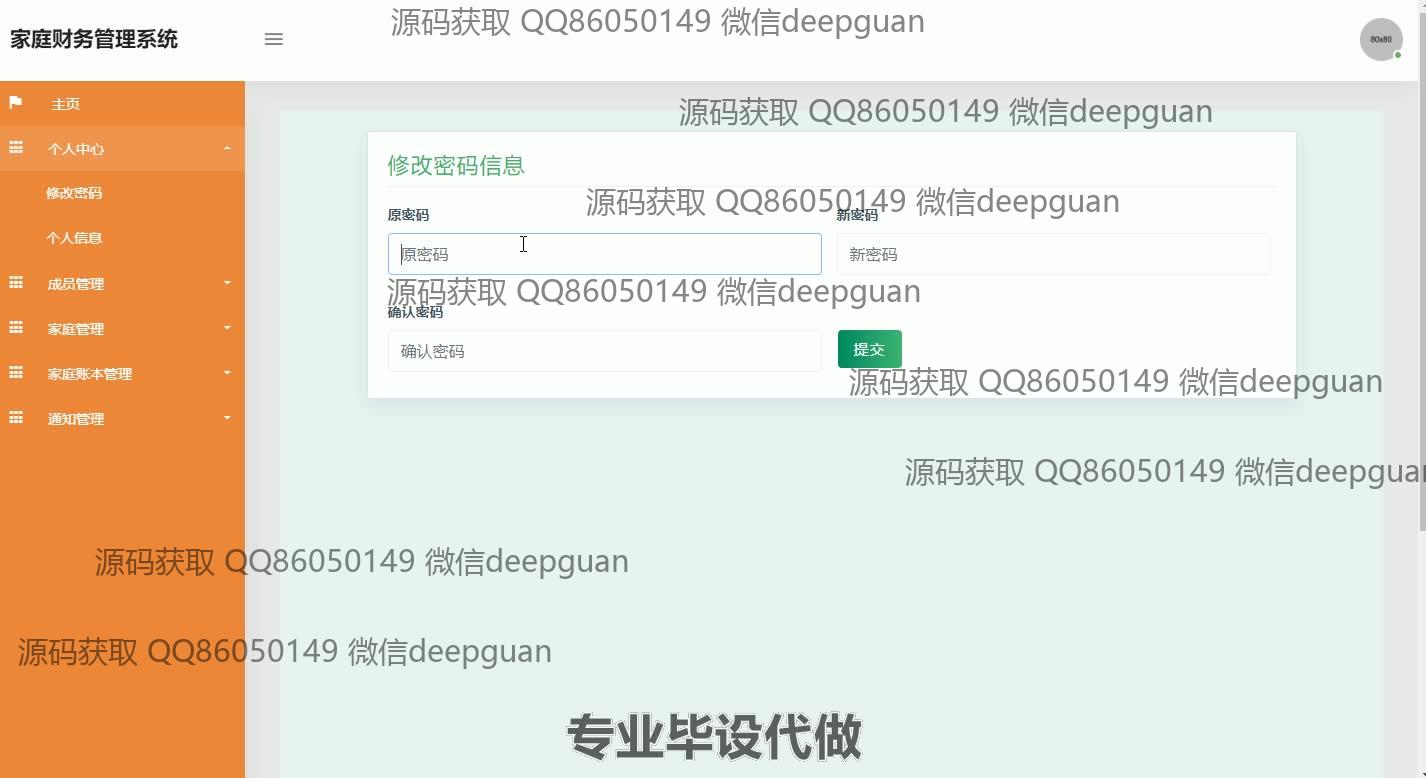 源码获取 QQ86050149 微信deepguan
家庭财务管理系统
80x80
主页
源码获取 QQ86050149 微信deepguan
个人中心
修改密码信息
修改密码
源码获取 QQ86050149 微信deepguan
原密码
新密码
个人信息
原密码
新密码
成员管理
源码获取 QQ86050149 微信deepguan
确认密码
家庭管理
确认密码
提交
家庭账本管理
源码获取 QQ86050149 微信deepguan
通知管理
源码获取 QQ86050149 微信deepguan
源码获取 QQ86050149 微信deepguan
源码获取 QQ86050149 微信deepguan
专业毕设代做